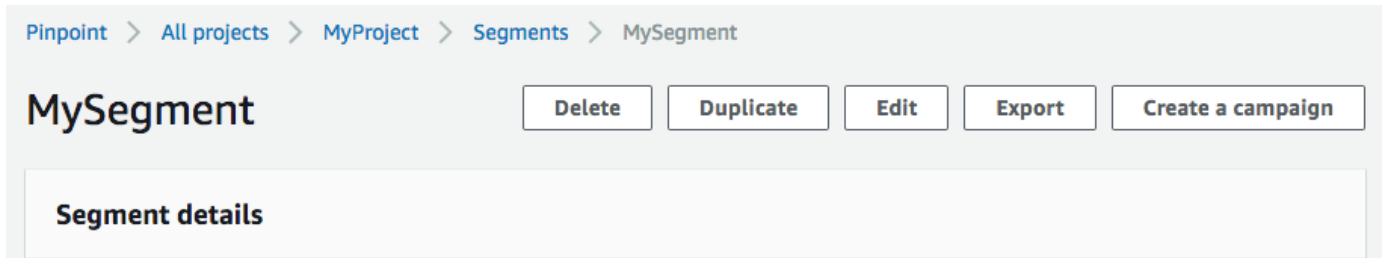 Pinpoint > All projects > MyProject > Segments > MySegment
MySegment Delete Duplicate Edit Export Create a campaign
Segment details